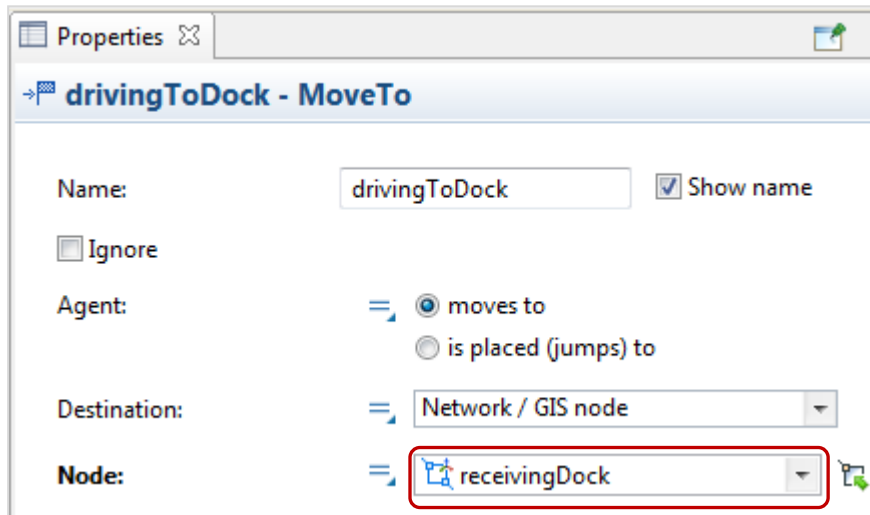 Properties
drivingToDock - MoveTo
Name: drivingToDock Show name
Ignore
Agent: moves to
is placed (jumps) to
Destination: Network / GIS node
Node: receivingDock